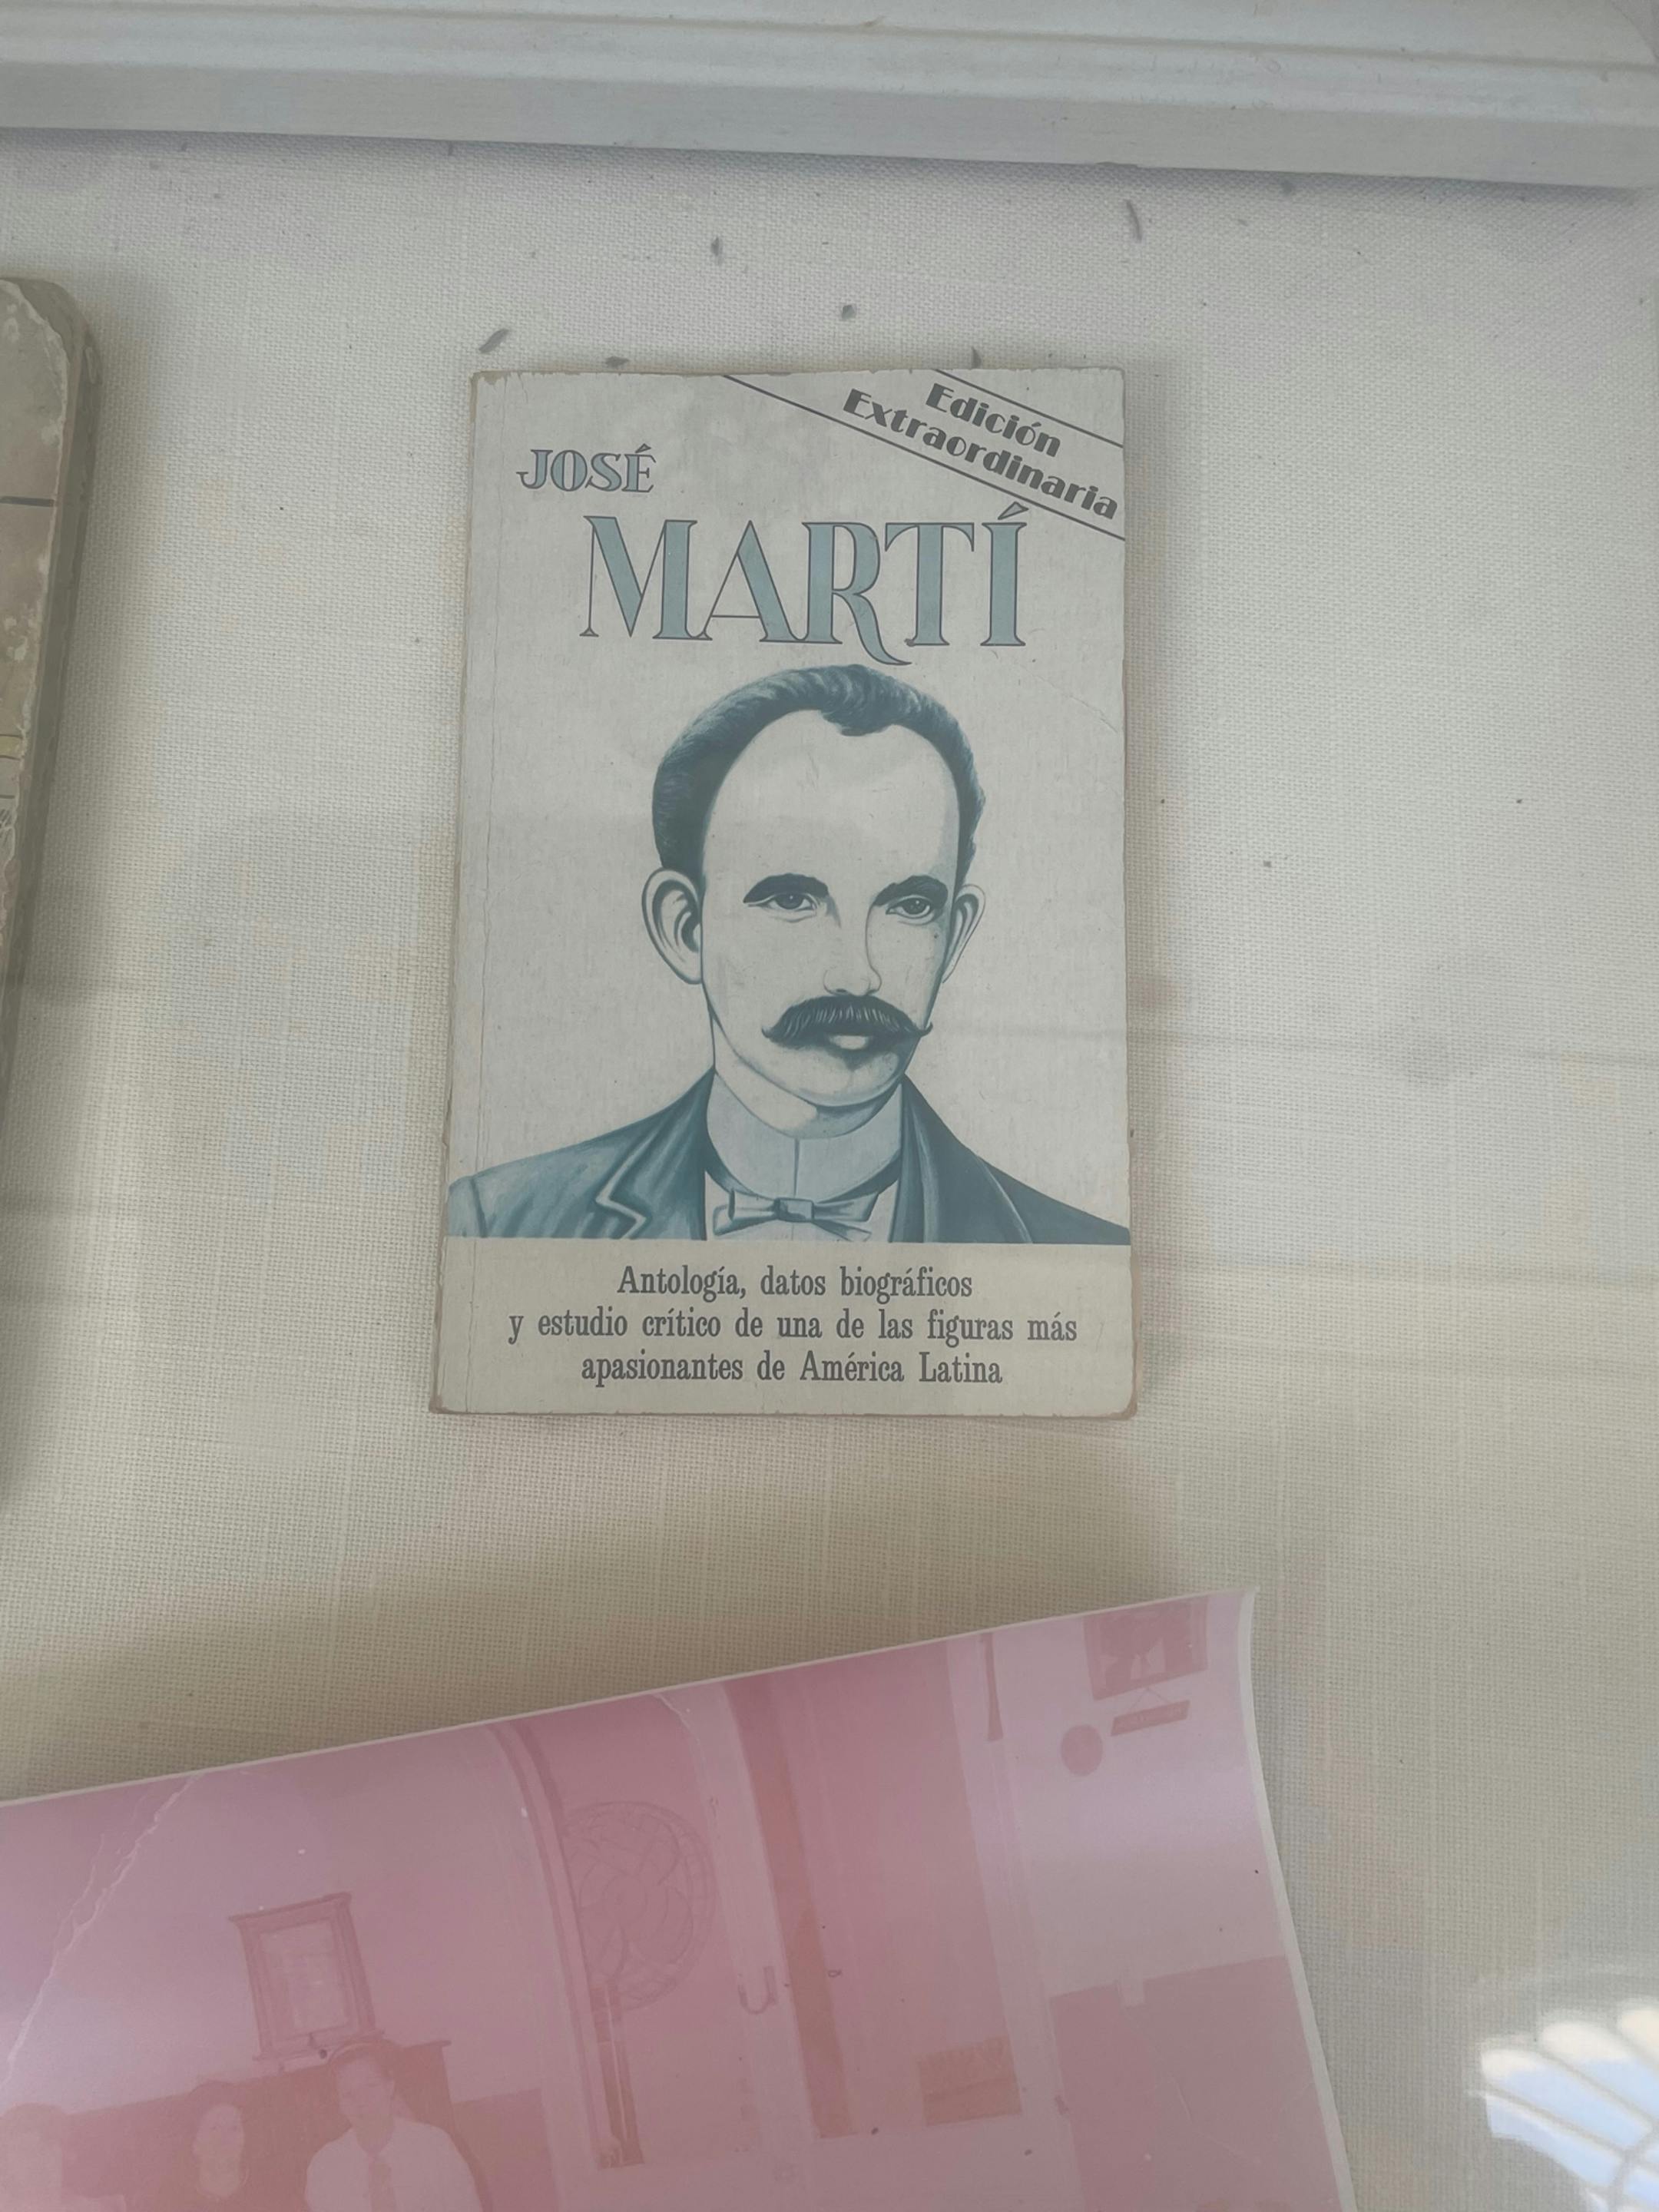 Edición
Extraordinaria
JOSÉ
MARTÍ
Antología, datos biográficos
y estudio crítico de una de las figuras más
apasionantes de América Latina